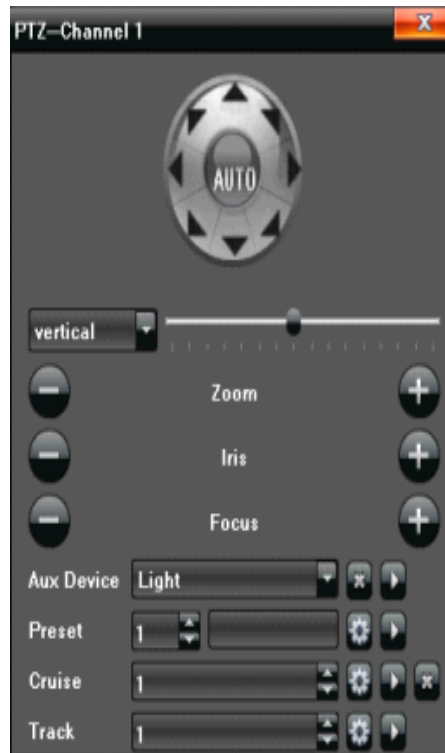 PTZ-Channel 1
X
AUTO
vertical
- Zoom +
- Iris +
- Focus +
Aux Device Light x
Preset 1
Cruise 1 x
Track 1